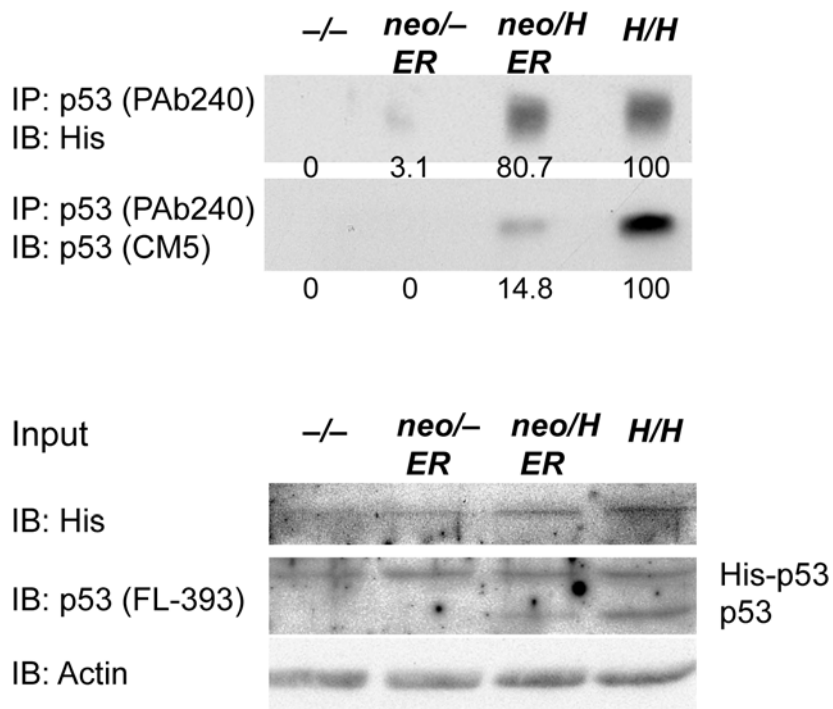 –/– neo/– neo/H H/H
ER ER
IP: p53 (PAb240)
IB: His
0 3.1 80.7 100
IP: p53 (PAb240)
IB: p53 (CM5)
0 0 14.8 100
Input –/– neo/– neo/H H/H
ER ER
IB: His
IB: p53 (FL-393) His-p53
p53
IB: Actin